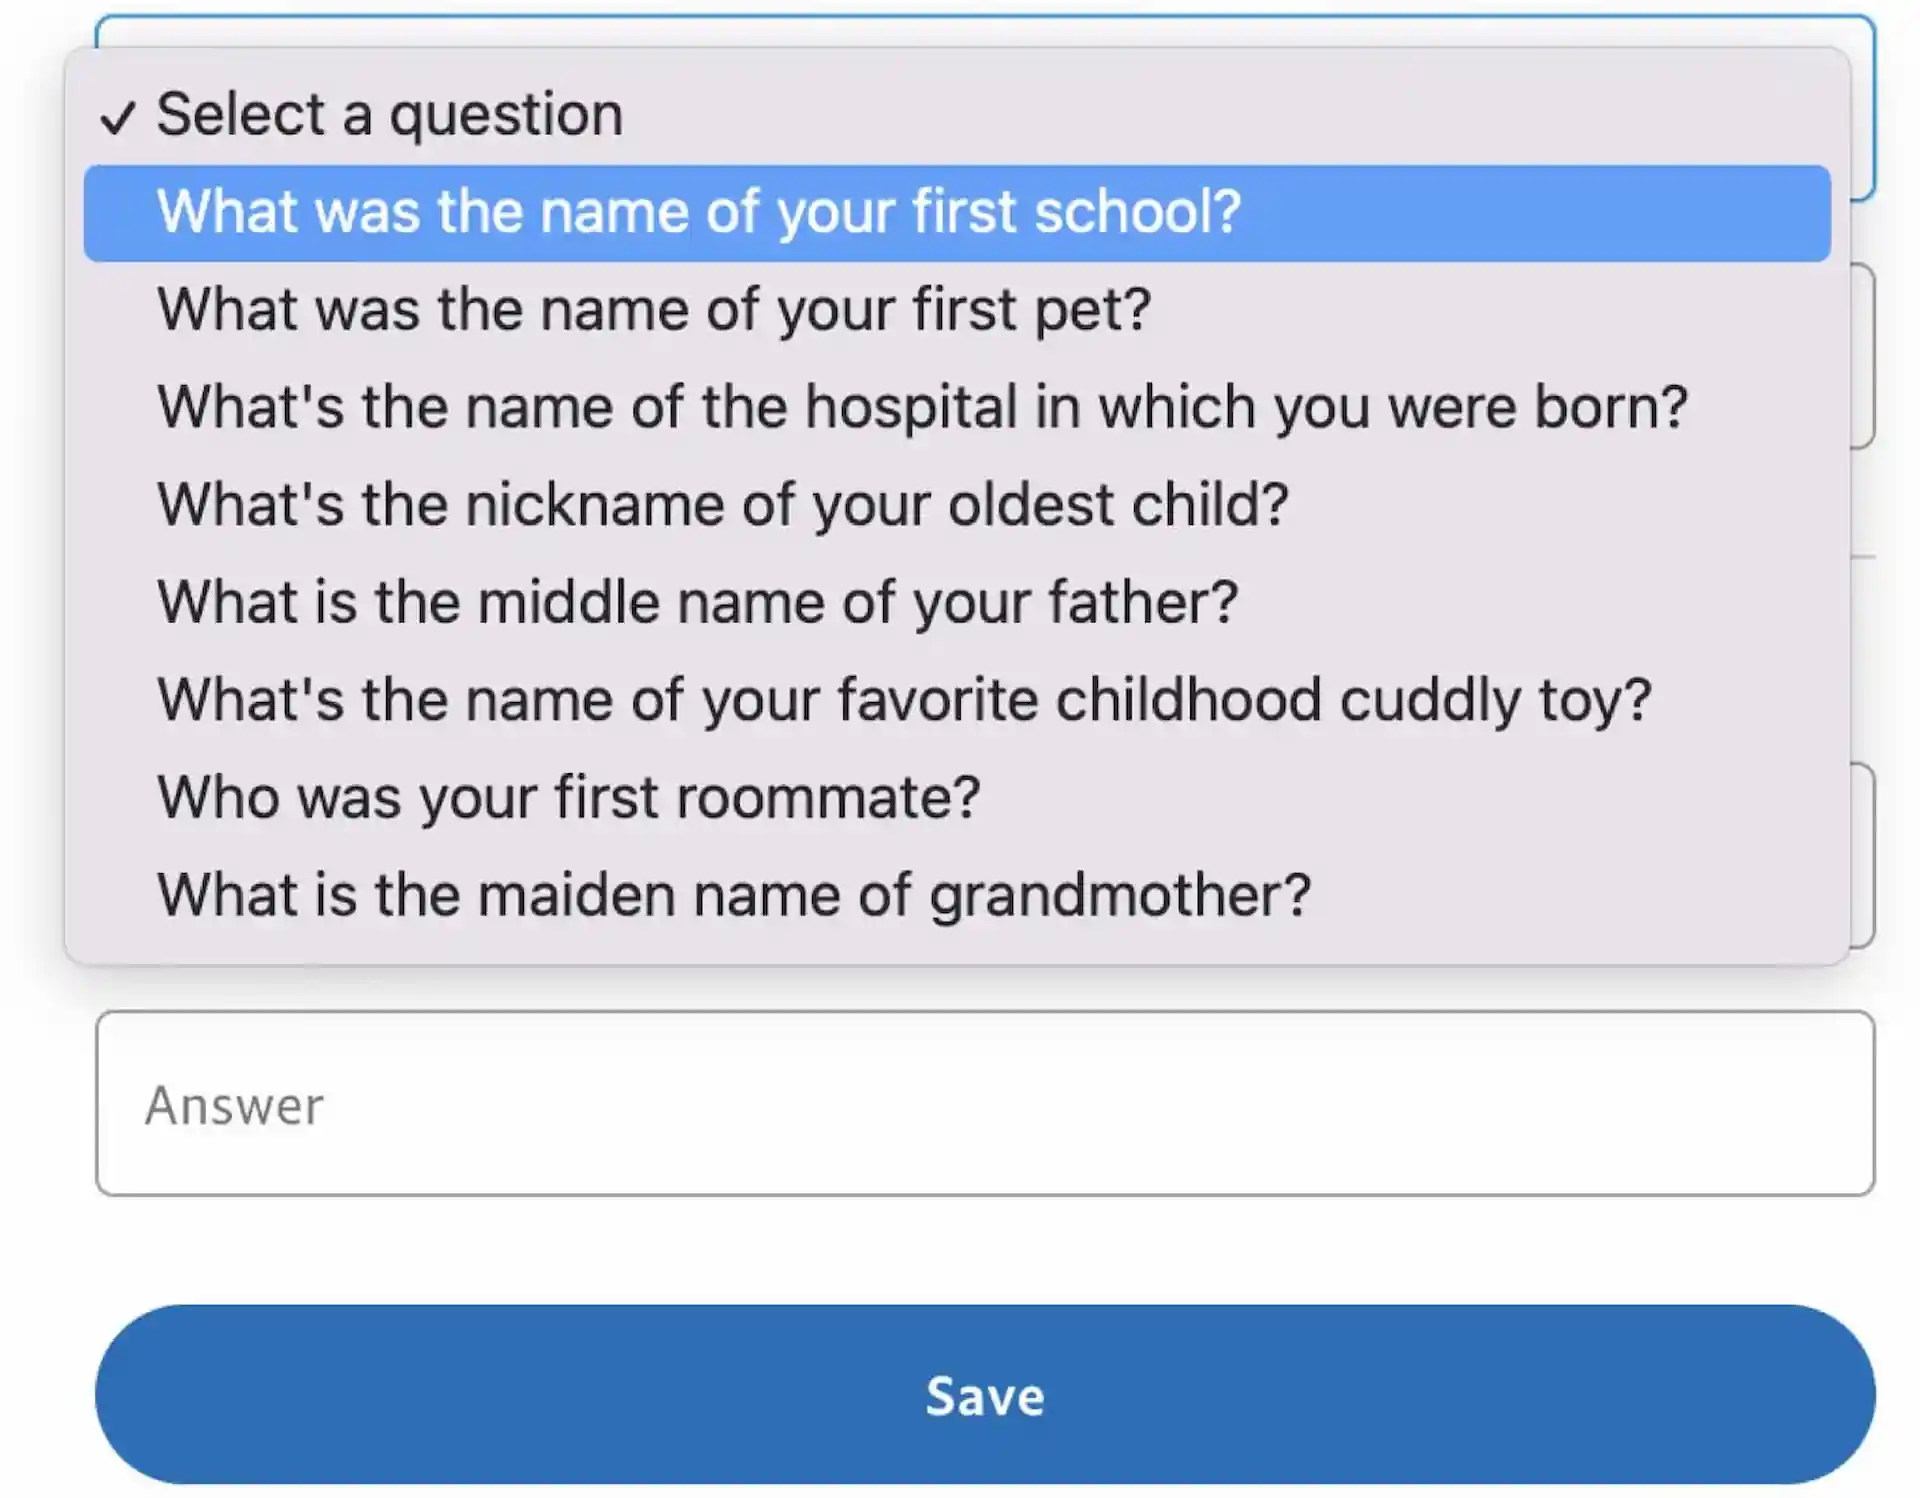 ✓ Select a question
What was the name of your first school?
What was the name of your first pet?
What's the name of the hospital in which you were born?
What's the nickname of your oldest child?
What is the middle name of your father?
What's the name of your favorite childhood cuddly toy?
Who was your first roommate?
What is the maiden name of grandmother?
Answer
Save